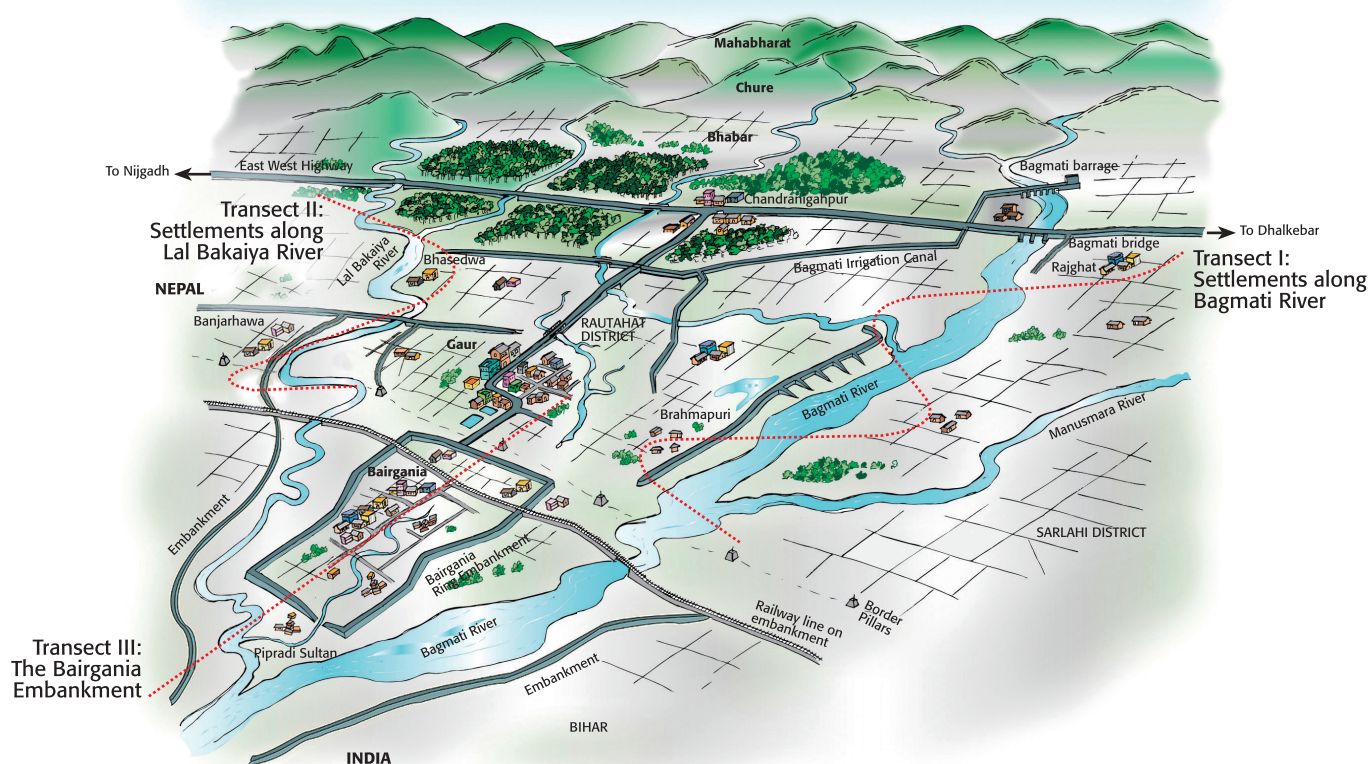 Mahabharat
Chure
Bhabar
Bagmati barrage
East West Highway
To Nijgadh
Chandranigahpur
Transect II:
Settlements along
Lal Bakaiya River
To Dhalkebar
Bagmati bridge
Lal Bakaiya
River
Bhasedwa
Bagmati Irrigation Canal
Rajghat
Transect I:
Settlements along
Bagmati River
NEPAL
Banjarhawa
RAUTAHAT
DISTRICT
Gaur
Brahmapuri
Bagmati River
Manusmara River
Bairgania
Embankment
SARLAHI DISTRICT
Bairgania
Ring Embankment
Border
Pillars
Railway line on
embankment
Transect III:
The Bairgania
Embankment
Pipradi Sultan
Bagmati River
Embankment
BIHAR
INDIA